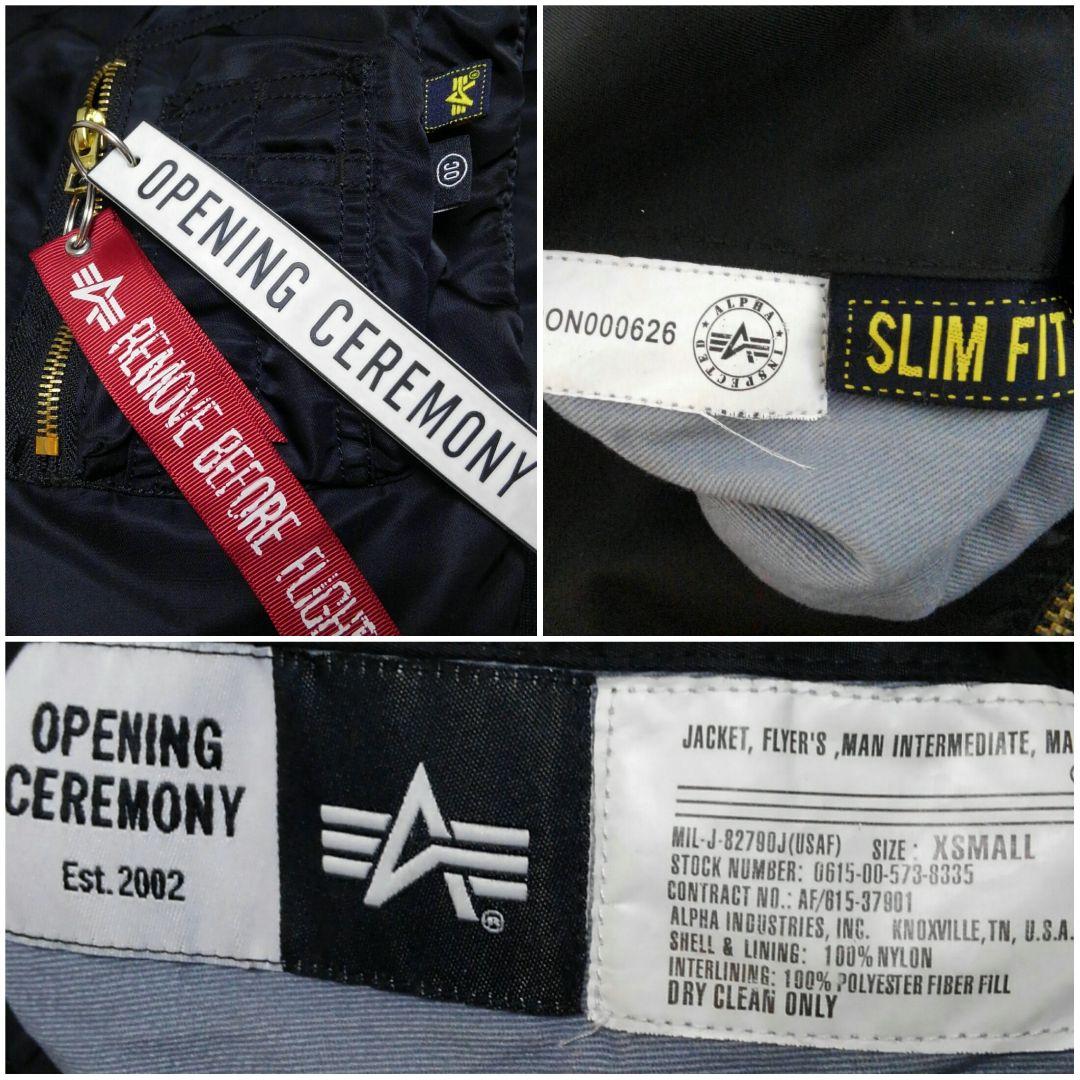 OPENING CEREMONY
REMOVE BEFORE FLIGHT
OC
ON000626
ALPHA
INSPECTED
SLIM FIT
OPENING
CEREMONY
Est. 2002
®
JACKET, FLYER'S ,MAN INTERMEDIATE, MA
MIL-J-82790J(USAF) SIZE: XSMALL
STOCK NUMBER: 0615-00-573-8335
CONTRACT NO.: AF/615-37901
ALPHA INDUSTRIES, INC. KNOXVILLE,TN, U.S.A.
SHELL & LINING: 100% NYLON
INTERLINING: 100% POLYESTER FIBER FILL
DRY CLEAN ONLY